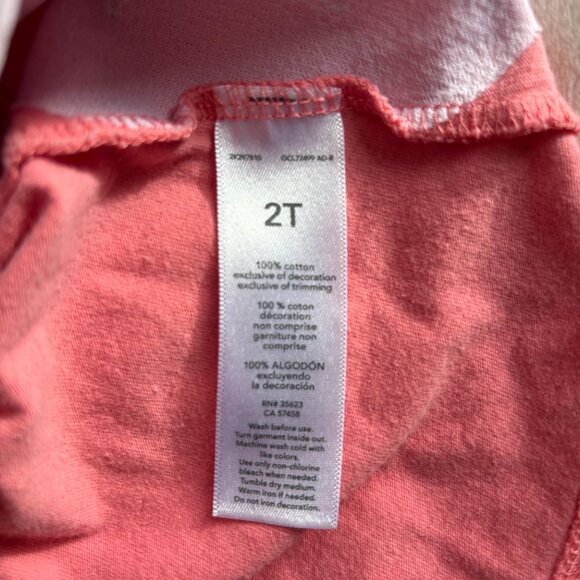 2K297510 GCL73499 AD-R
2T
100% cotton
exclusive of decoration
exclusive of trimming
100 % coton
décoration
non comprise
garniture non
comprise
100% ALGODÓN
excluyendo
la decoración
RN# 35623
CA 57458
Wash before use.
Turn garment inside out.
Machine wash cold with
like colors.
Use only non-chlorine
bleach when needed.
Tumble dry medium.
Warm iron if needed.
Do not iron decoration.